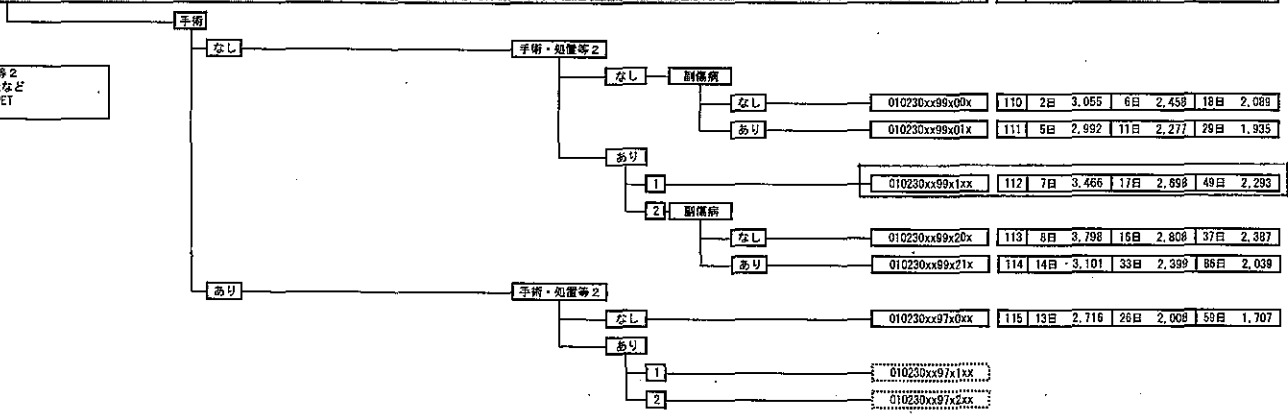 手術
なし 手術・処置等2
等2
など
ET
なし 副傷病
なし 010230xx99x00x 110 2日 3,055 6日 2,458 18日 2,089
あり 010230xx99x01x 111 5日 2,992 11日 2,277 29日 1,935
あり
1 010230xx99x1xx 112 7日 3,466 17日 2,698 49日 2,293
2 副傷病
なし 010230xx99x20x 113 8日 3,798 16日 2,808 37日 2,387
あり 010230xx99x21x 114 14日 3,101 33日 2,399 86日 2,039
あり 手術・処置等2
なし 010230xx97x0xx 115 13日 2,716 26日 2,008 59日 1,707
あり
1 010230xx97x1xx
2 010230xx97x2xx